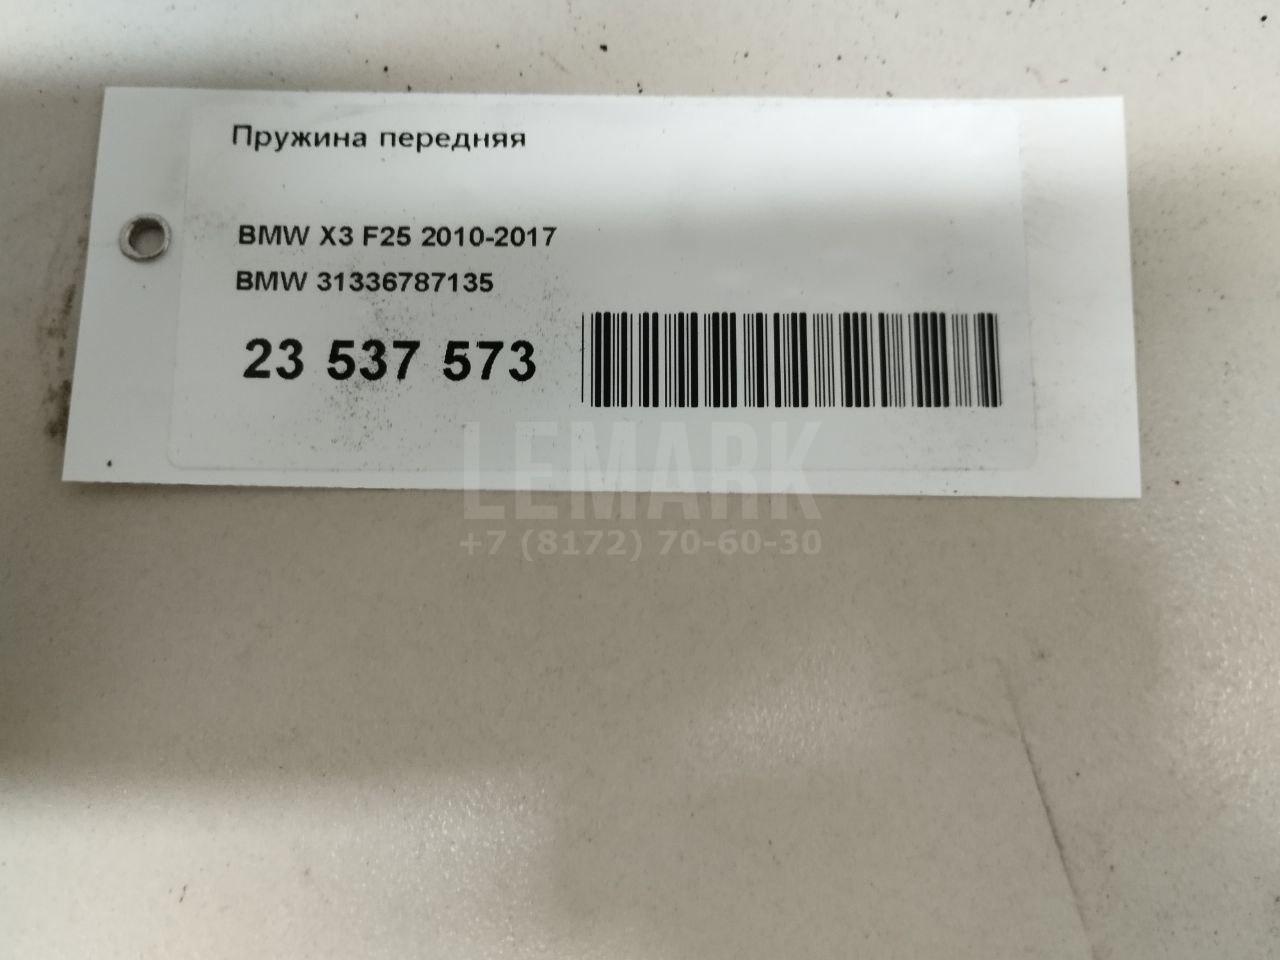 Пружина передняя
BMW X3 F25 2010-2017
BMW 31336787135
23 537 573
LEMARK
+7 (8172) 70-60-30